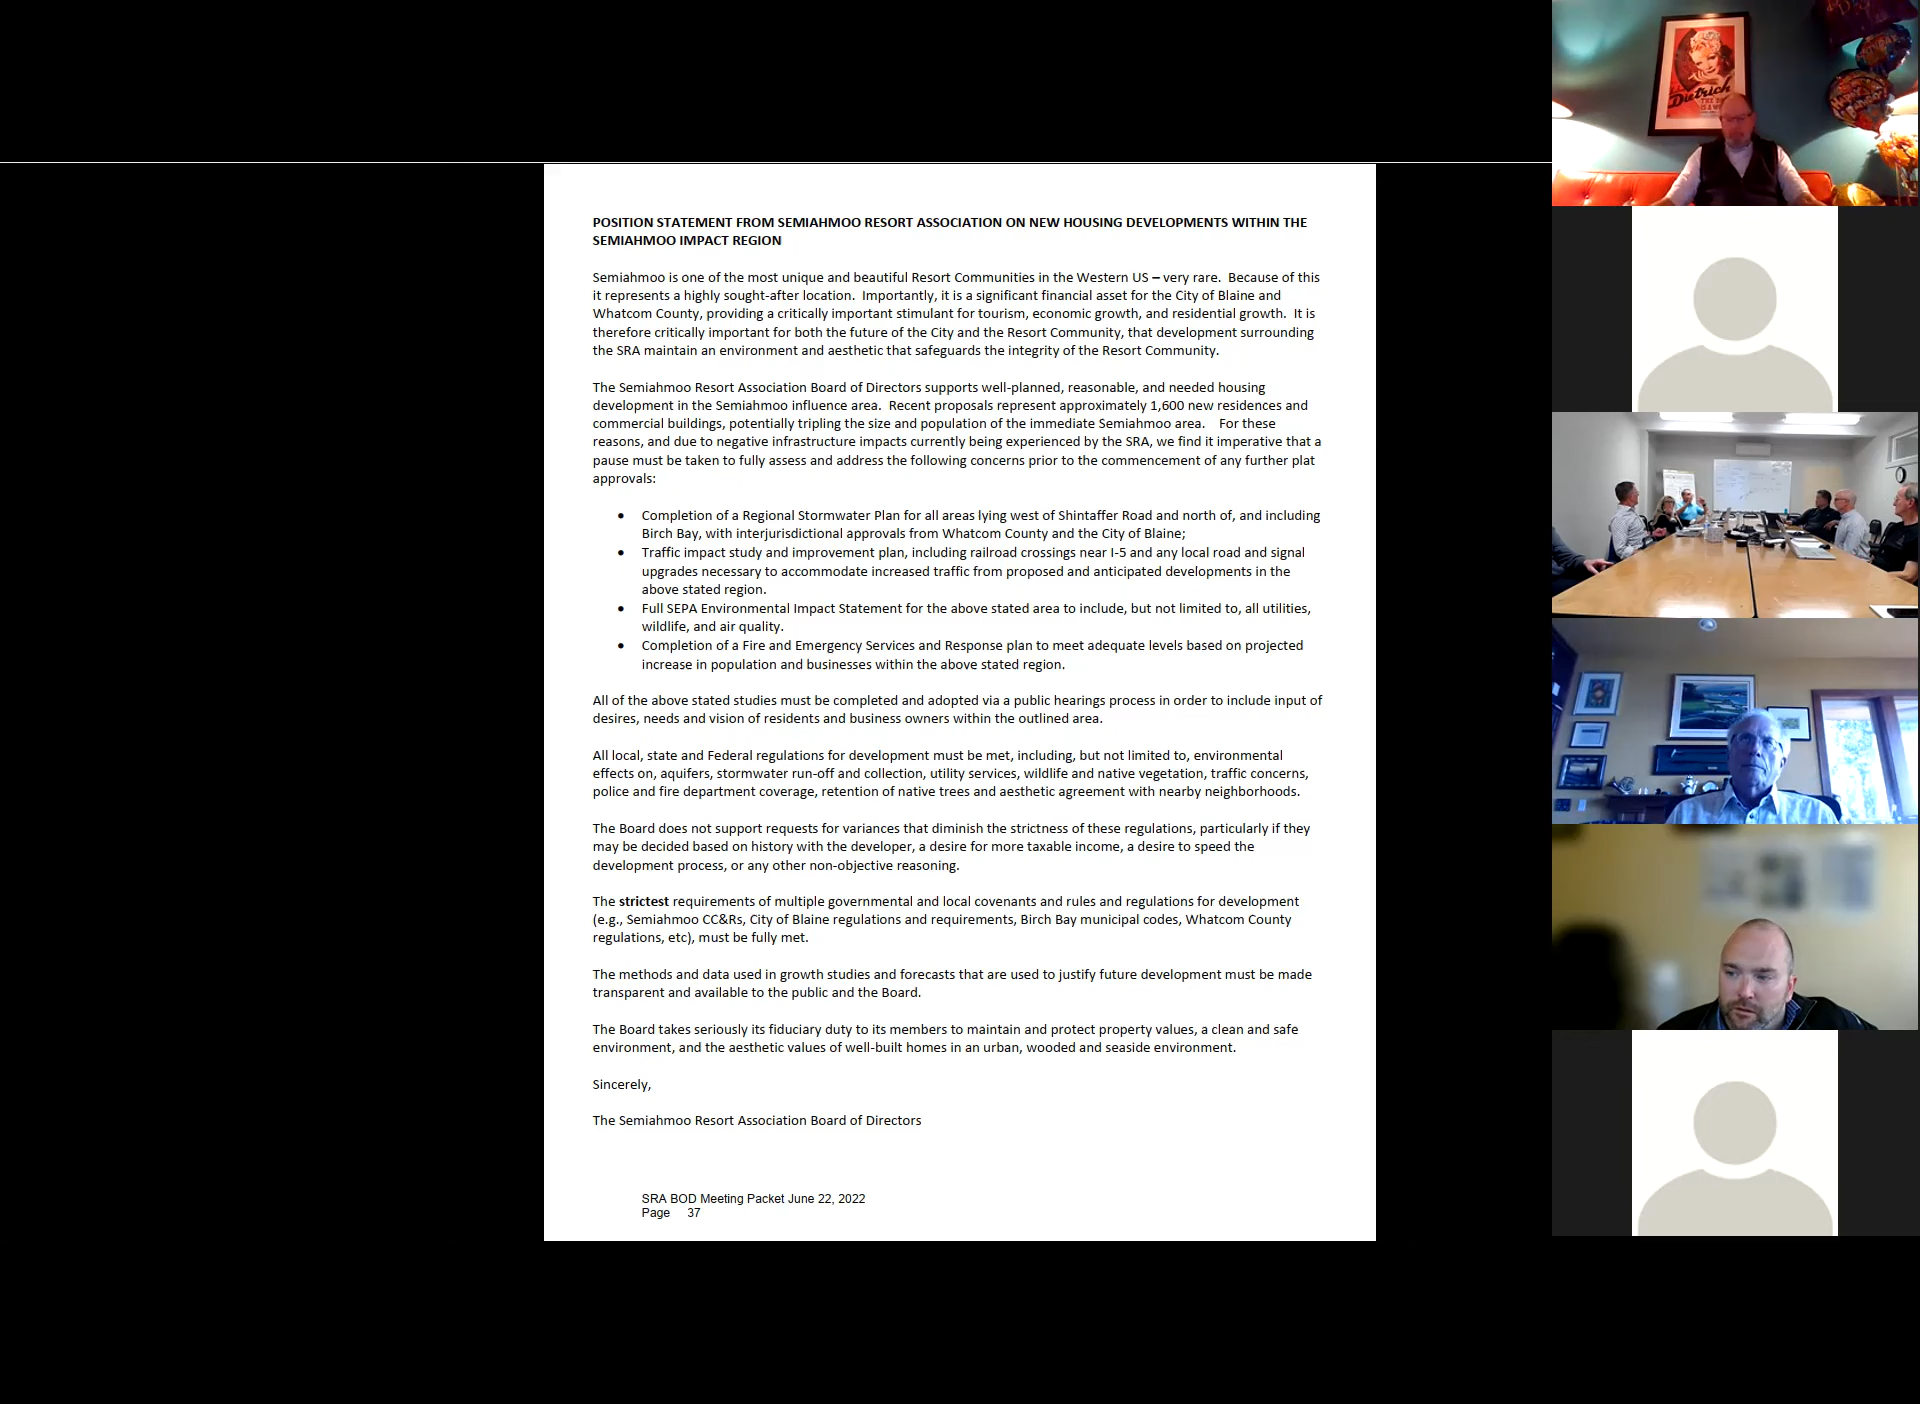 POSITION STATEMENT FROM SEMIAHMOO RESORT ASSOCIATION ON NEW HOUSING DEVELOPMENTS WITHIN THE
SEMIAHMOO IMPACT REGION
Semiahmoo is one of the most unique and beautiful Resort Communities in the Western US – very rare.  Because of this
it represents a highly sought-after location.  Importantly, it is a significant financial asset for the City of Blaine and
Whatcom County, providing a critically important stimulant for tourism, economic growth, and residential growth.  It is
therefore critically important for both the future of the City and the Resort Community, that development surrounding
the SRA maintain an environment and aesthetic that safeguards the integrity of the Resort Community.
The Semiahmoo Resort Association Board of Directors supports well-planned, reasonable, and needed housing
development in the Semiahmoo influence area.  Recent proposals represent approximately 1,600 new residences and
commercial buildings, potentially tripling the size and population of the immediate Semiahmoo area.    For these
reasons, and due to negative infrastructure impacts currently being experienced by the SRA, we find it imperative that a
pause must be taken to fully assess and address the following concerns prior to the commencement of any further plat
approvals:
• Completion of a Regional Stormwater Plan for all areas lying west of Shintaffer Road and north of, and including
Birch Bay, with interjurisdictional approvals from Whatcom County and the City of Blaine;
• Traffic impact study and improvement plan, including railroad crossings near I-5 and any local road and signal
upgrades necessary to accommodate increased traffic from proposed and anticipated developments in the
above stated region.
• Full SEPA Environmental Impact Statement for the above stated area to include, but not limited to, all utilities,
wildlife, and air quality.
• Completion of a Fire and Emergency Services and Response plan to meet adequate levels based on projected
increase in population and businesses within the above stated region.
All of the above stated studies must be completed and adopted via a public hearings process in order to include input of
desires, needs and vision of residents and business owners within the outlined area.
All local, state and Federal regulations for development must be met, including, but not limited to, environmental
effects on, aquifers, stormwater run-off and collection, utility services, wildlife and native vegetation, traffic concerns,
police and fire department coverage, retention of native trees and aesthetic agreement with nearby neighborhoods.
The Board does not support requests for variances that diminish the strictness of these regulations, particularly if they
may be decided based on history with the developer, a desire for more taxable income, a desire to speed the
development process, or any other non-objective reasoning.
The strictest requirements of multiple governmental and local covenants and rules and regulations for development
(e.g., Semiahmoo CC&Rs, City of Blaine regulations and requirements, Birch Bay municipal codes, Whatcom County
regulations, etc), must be fully met.
The methods and data used in growth studies and forecasts that are used to justify future development must be made
transparent and available to the public and the Board.
The Board takes seriously its fiduciary duty to its members to maintain and protect property values, a clean and safe
environment, and the aesthetic values of well-built homes in an urban, wooded and seaside environment.
Sincerely,
The Semiahmoo Resort Association Board of Directors
SRA BOD Meeting Packet June 22, 2022
Page 37
Dietrich